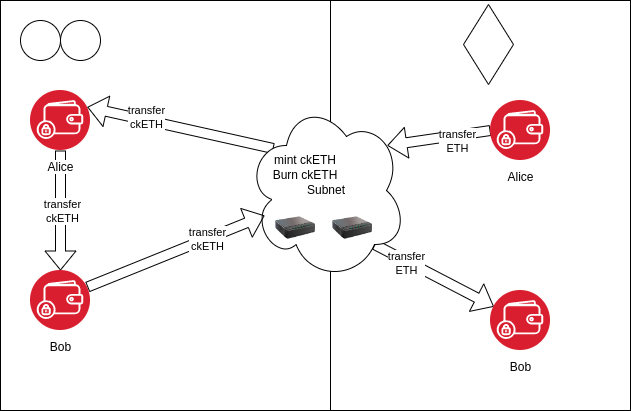 transfer
ckETH
Alice
transfer
ckETH
Bob
transfer
ckETH
mint ckETH
Burn ckETH
Subnet
transfer
ETH
Alice
transfer
ETH
Bob